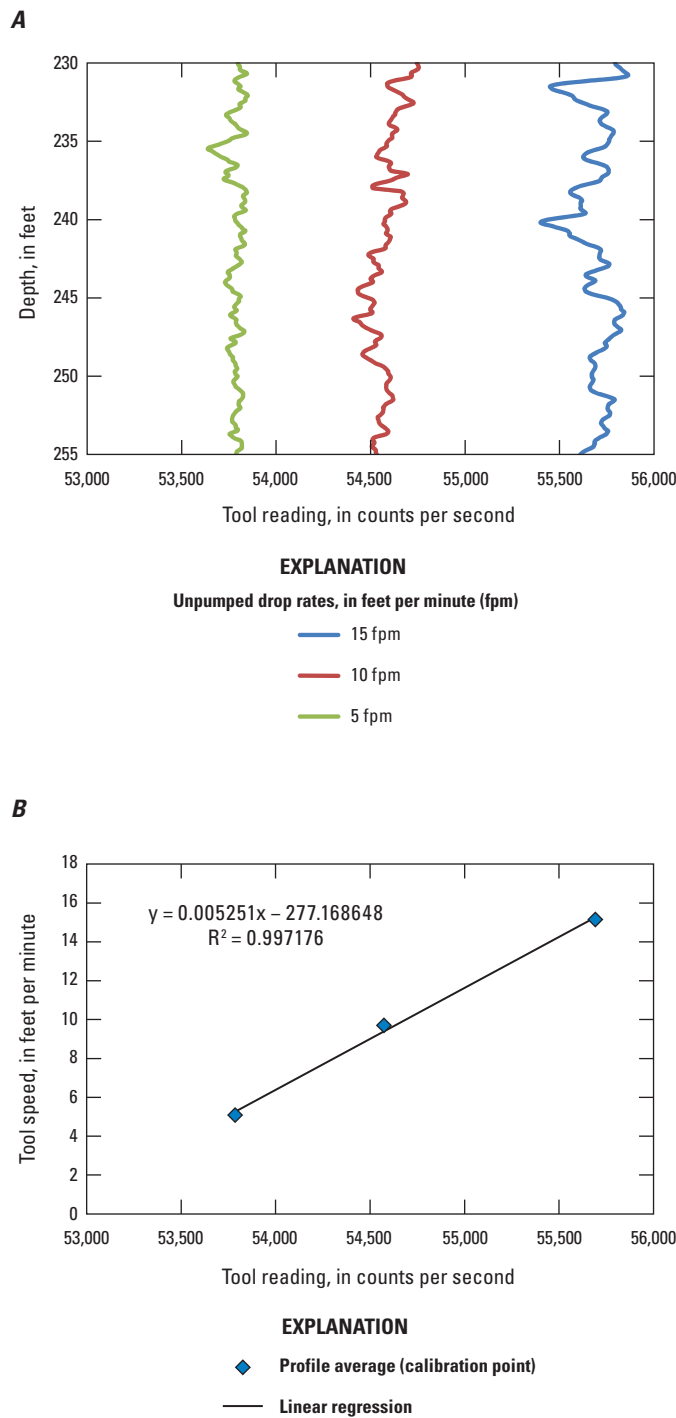 A
230
235
240
245
250
255
Depth, in feet
53,000 53,500 54,000 54,500 55,000 55,500 56,000
Tool reading, in counts per second
EXPLANATION
Unpumped drop rates, in feet per minute (fpm)
15 fpm
10 fpm
5 fpm
B
18
16
14
12
10
8
6
4
2
0
Tool speed, in feet per minute
y = 0.005251x – 277.168648
R² = 0.997176
53,000 53,500 54,000 54,500 55,000 55,500 56,000
Tool reading, in counts per second
EXPLANATION
Profile average (calibration point)
Linear regression